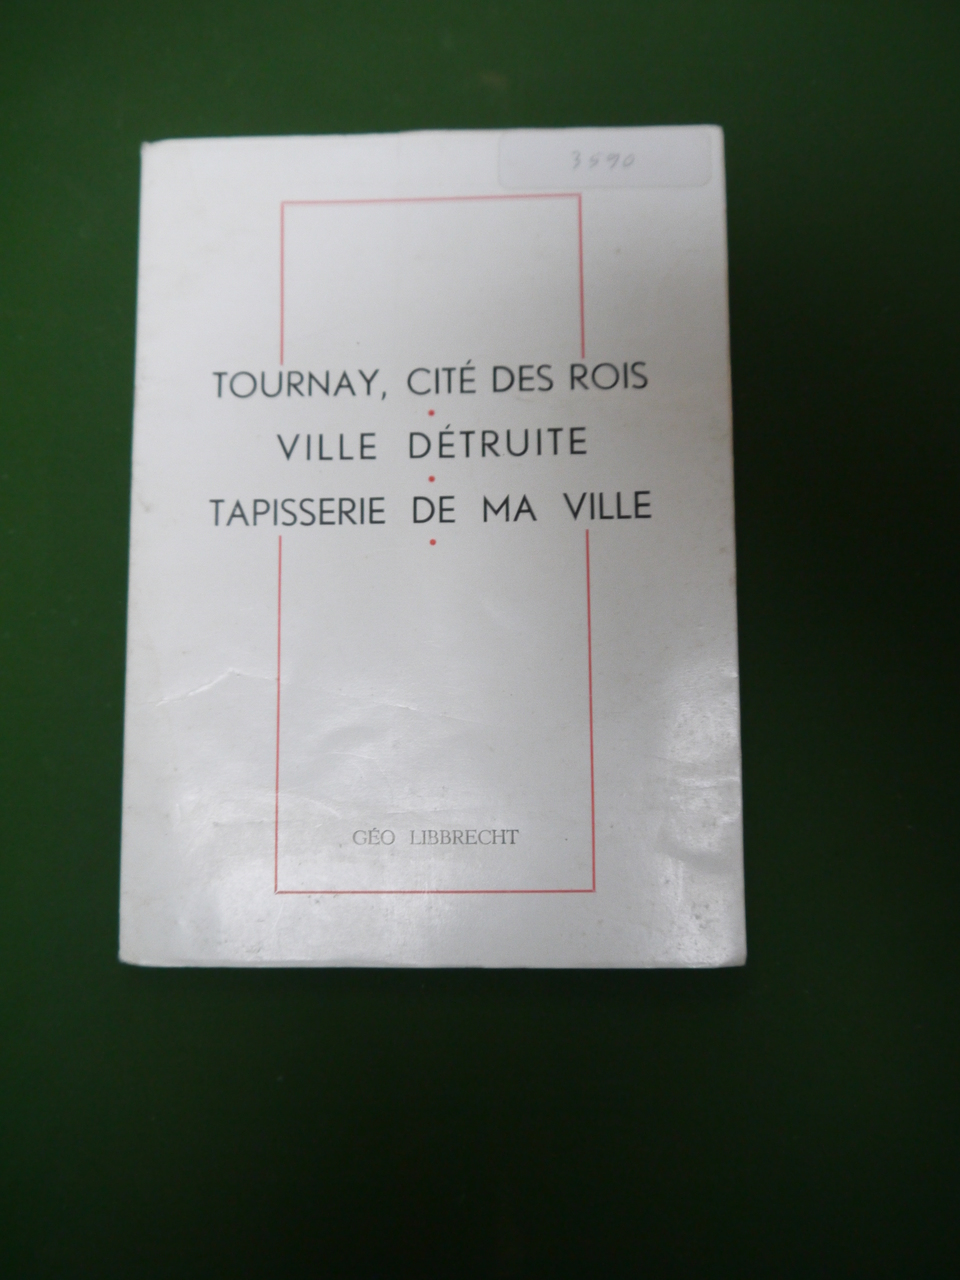 3590
TOURNAY, CITÉ DES ROIS
VILLE DÉTRUITE
TAPISSERIE DE MA VILLE
GÉO LIBBRECHT